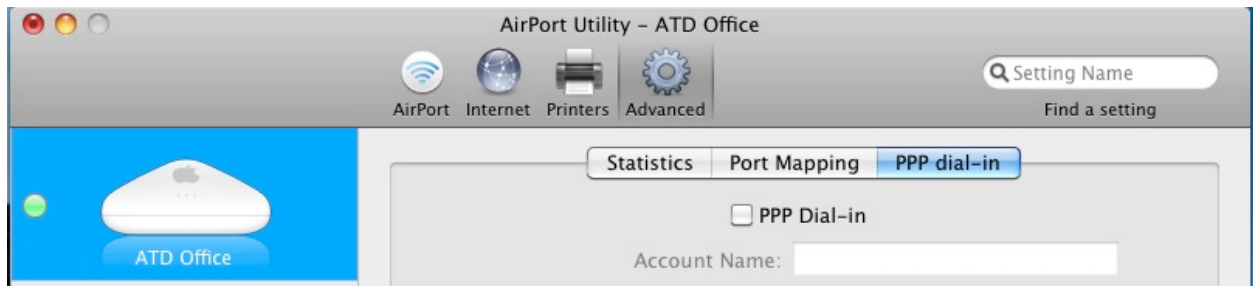 AirPort Utility – ATD Office
AirPort Internet Printers Advanced
Setting Name
Find a setting
ATD Office
Statistics Port Mapping PPP dial-in
PPP Dial-in
Account Name: